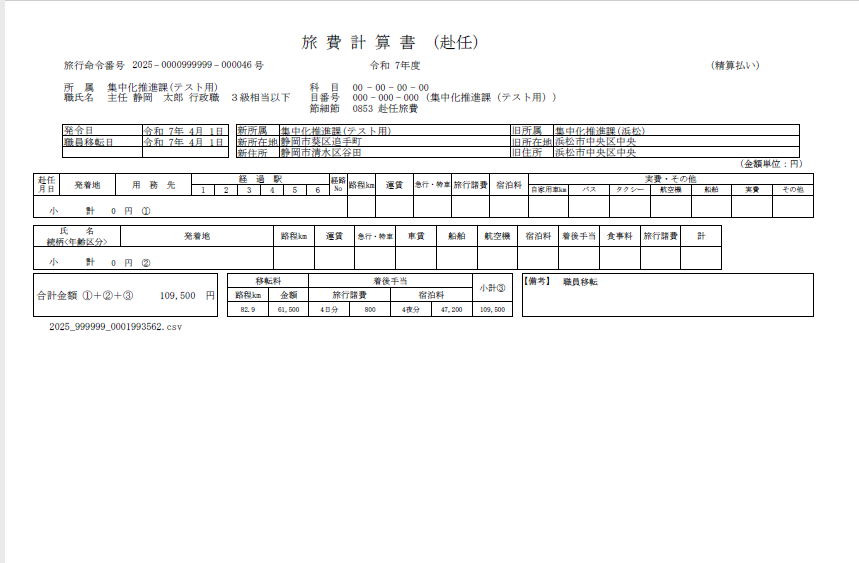 旅 費 計 算 書 (赴任)
旅行命令番号 2025-0000999999-000046号 令和 7年度 (精算払い)
所 属 集中化推進課(テスト用) 科 目 00-00-00-00
職氏名 主任 静岡 太郎 行政職 3級相当以下 目番号 000-000-000 (集中化推進課(テスト用))
節細節 0853 赴任旅費
発令日 令和 7年 4月 1日 新所属 集中化推進課(テスト用) 旧所属 集中化推進課(浜松)
職員移転日 令和 7年 4月 1日 新所在地 静岡市葵区追手町 旧所在地 浜松市中央区中央
新住所 静岡市清水区谷田 旧住所 浜松市中央区中央
(金額単位:円)
赴任月日 発着地 用 務 先 経 過 駅 経路No 路程km 運賃 急行・特車 旅行諸費 宿泊料 実費・その他
1 2 3 4 5 6 自家用車km バス タクシー 航空機 船舶 実費 その他
小 計 0 円 ①
氏 名 発着地 路程km 運賃 急行・特車 車賃 船舶 航空機 宿泊料 着後手当 食事料 旅行諸費 計
続柄<年齢区分>
小 計 0 円 ②
合計金額 ①+②+③ 109,500 円
移転料 着後手当 小計③
路程km 金額 旅行諸費 宿泊料
82.9 61,500 4日分 800 4夜分 47,200 109,500
【備考】 職員移転
2025_999999_0001993562.csv